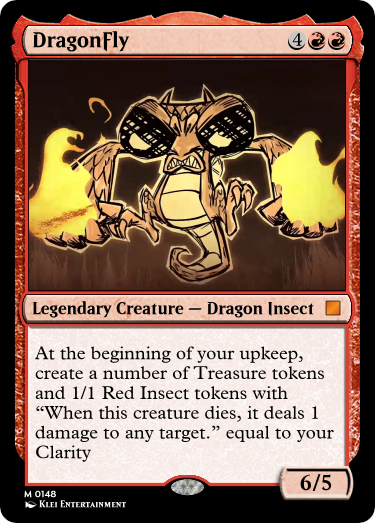 DragonFly
4
Legendary Creature — Dragon Insect
At the beginning of your upkeep,
create a number of Treasure tokens
and 1/1 Red Insect tokens with
“When this creature dies, it deals 1
damage to any target.” equal to your
Clarity
6/5
M 0148
Klei Entertainment